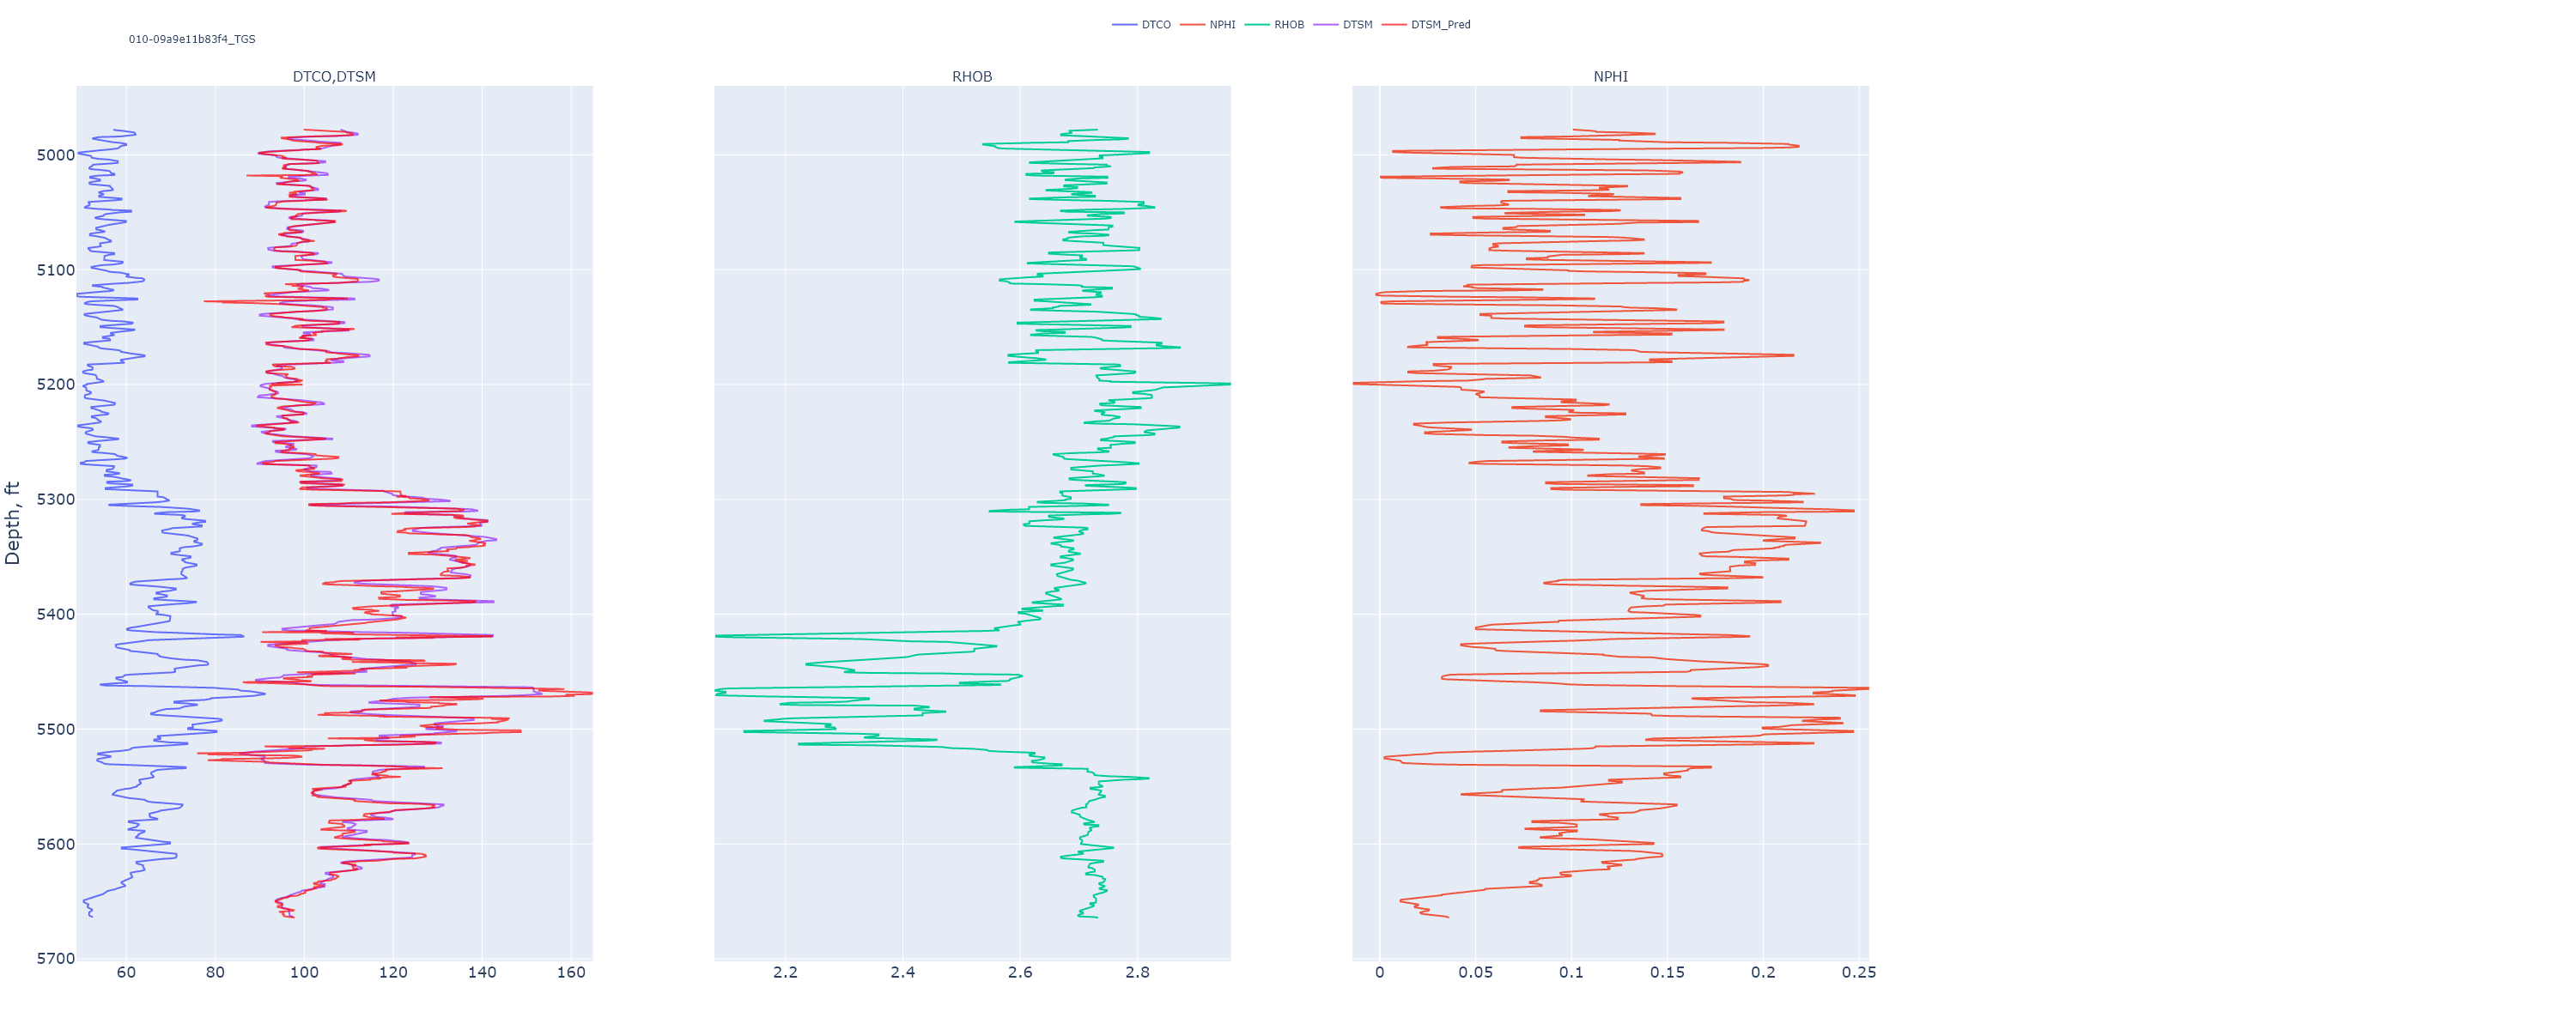 DTCO NPHI RHOB DTSM DTSM_Pred
010-09a9e11b83f4_TGS
DTCO,DTSM RHOB NPHI
Depth, ft
5000
5100
5200
5300
5400
5500
5600
5700
60 80 100 120 140 160 2.2 2.4 2.6 2.8 0 0.05 0.1 0.15 0.2 0.25